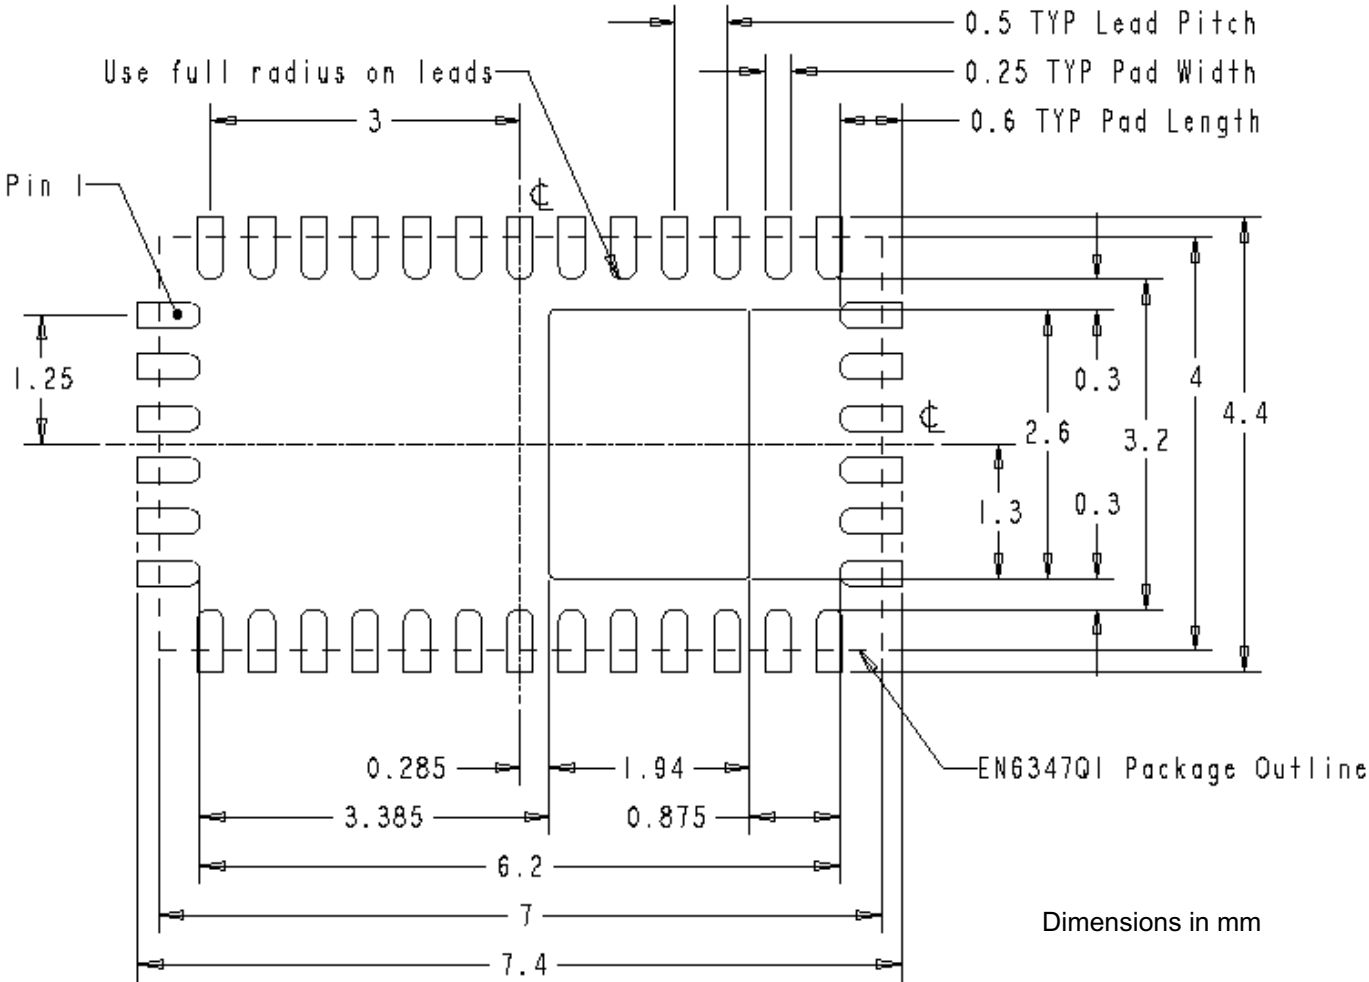 0.5 TYP Lead Pitch
Use full radius on leads
0.25 TYP Pad Width
3
0.6 TYP Pad Length
Pin 1
℄
1.25
0.3
4
4.4
℄
2.6
3.2
1.3
0.3
0.285
1.94
EN6347QI Package Outline
3.385
0.875
6.2
7
Dimensions in mm
7.4